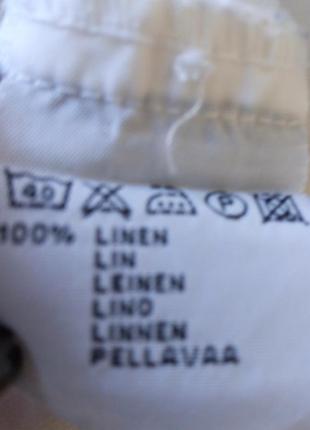 40 P
100% LINEN
LIN
LEINEN
LINO
LINNEN
PELLAVAA